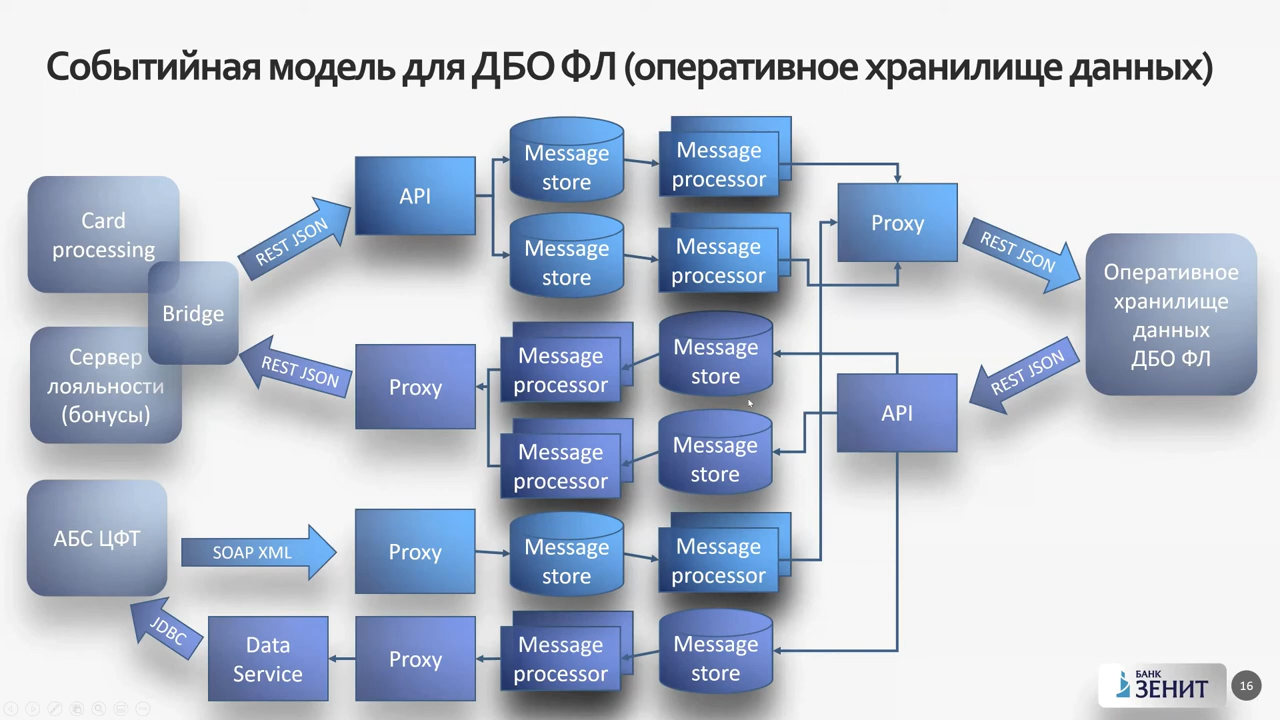 Событийная модель для ДБО ФЛ (оперативное хранилище данных)
Card
processing
Bridge
Сервер
лояльности
(бонусы)
АБС ЦФТ
REST JSON
REST JSON
SOAP XML
JDBC
Data
Service
API
Proxy
Proxy
Proxy
Message
store
Message
processor
Message
store
Message
processor
Message
processor
Message
store
Message
processor
Message
store
Message
store
Message
processor
Message
processor
Message
store
Proxy
API
REST JSON
REST JSON
Оперативное
хранилище
данных
ДБО ФЛ
БАНК
ЗЕНИТ
16